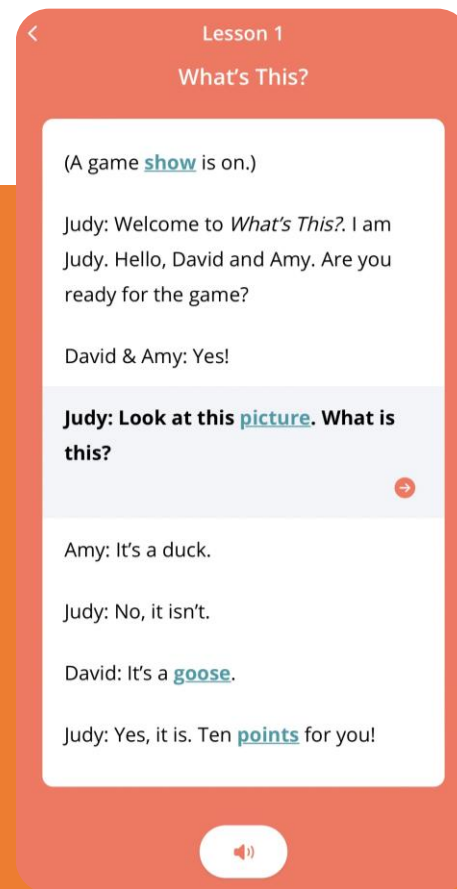 Lesson 1
What's This?
(A game show is on.)
Judy: Welcome to What's This?. I am
Judy. Hello, David and Amy. Are you
ready for the game?
David & Amy: Yes!
Judy: Look at this picture. What is
this?
Amy: It's a duck.
Judy: No, it isn't.
David: It's a goose.
Judy: Yes, it is. Ten points for you!